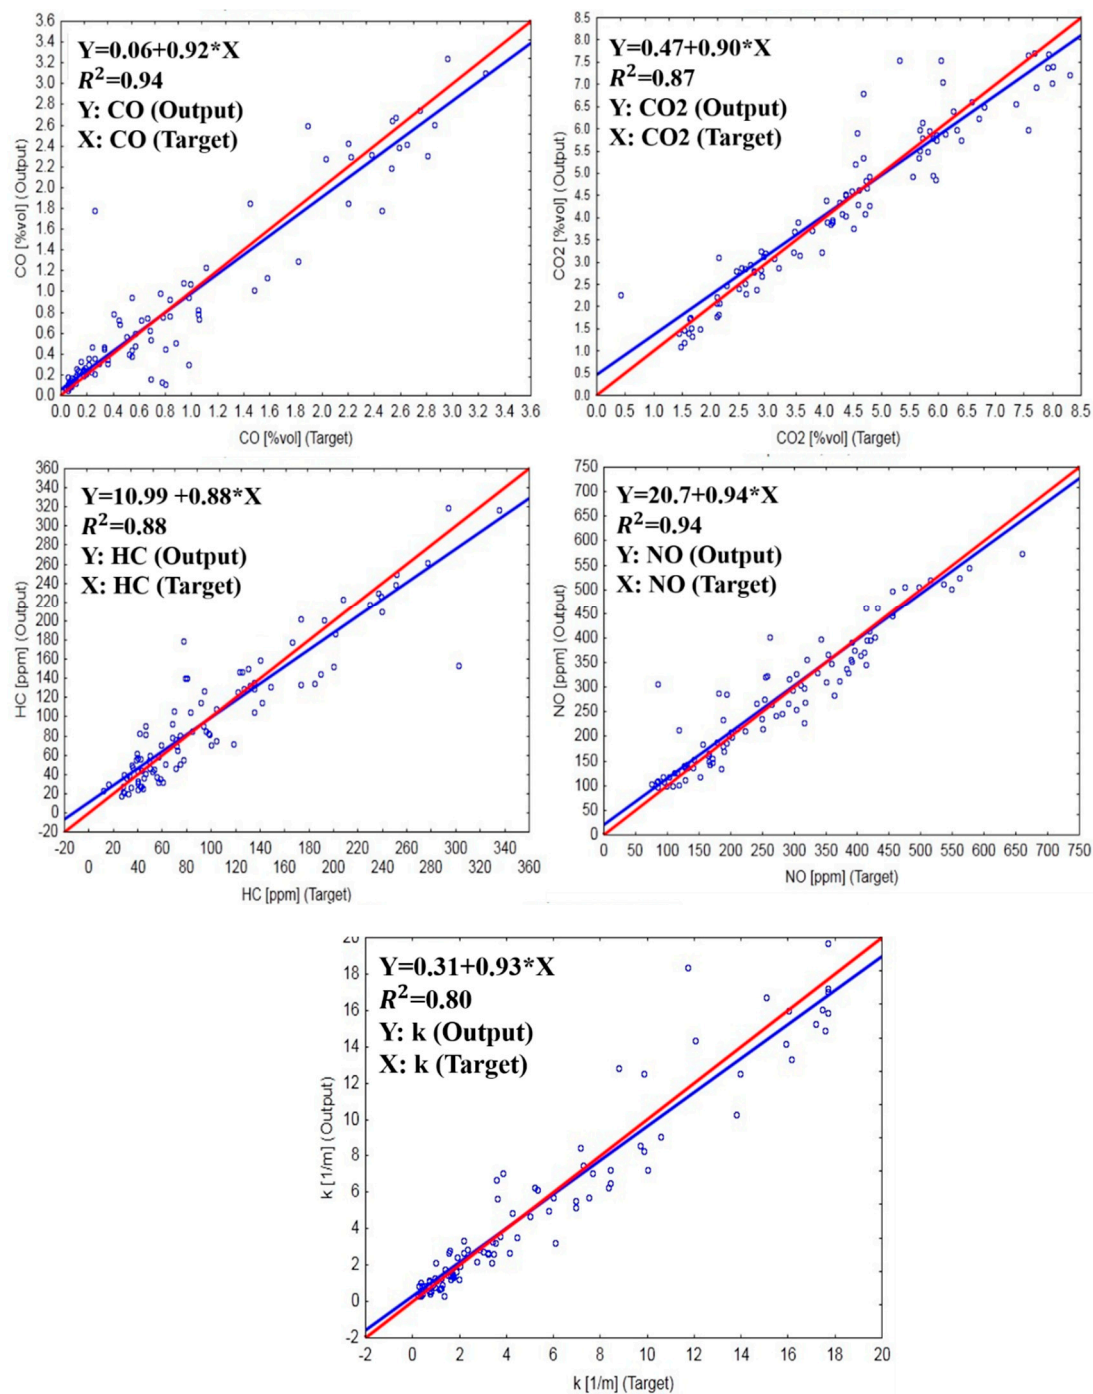 Y=0.06+0.92*X
R²=0.94
Y: CO (Output)
X: CO (Target)
CO [%vol] (Output)
3.6
3.4
3.2
3.0
2.8
2.6
2.4
2.2
2.0
1.8
1.6
1.4
1.2
1.0
0.8
0.6
0.4
0.2
0.0
0.0 0.2 0.4 0.6 0.8 1.0 1.2 1.4 1.6 1.8 2.0 2.2 2.4 2.6 2.8 3.0 3.2 3.4 3.6
CO [%vol] (Target)
Y=0.47+0.90*X
R²=0.87
Y: CO2 (Output)
X: CO2 (Target)
CO2 [%vol] (Output)
8.5
8.0
7.5
7.0
6.5
6.0
5.5
5.0
4.5
4.0
3.5
3.0
2.5
2.0
1.5
1.0
0.5
0.0
0.0 0.5 1.0 1.5 2.0 2.5 3.0 3.5 4.0 4.5 5.0 5.5 6.0 6.5 7.0 7.5 8.0 8.5
CO2 [%vol] (Target)
Y=10.99 +0.88*X
R²=0.88
Y: HC (Output)
X: HC (Target)
HC [ppm] (Output)
360
340
320
300
280
260
240
220
200
180
160
140
120
100
80
60
40
20
0
-20
-20 20 60 100 140 180 220 260 300 340
0 40 80 120 160 200 240 280 320 360
HC [ppm] (Target)
Y=20.7+0.94*X
R²=0.94
Y: NO (Output)
X: NO (Target)
NO [ppm] (Output)
750
700
650
600
550
500
450
400
350
300
250
200
150
100
50
0
0 50 100 150 200 250 300 350 400 450 500 550 600 650 700 750
NO [ppm] (Target)
Y=0.31+0.93*X
R²=0.80
Y: k (Output)
X: k (Target)
k [1/m] (Output)
20
18
16
14
12
10
8
6
4
2
0
-2
-2 0 2 4 6 8 10 12 14 16 18 20
k [1/m] (Target)